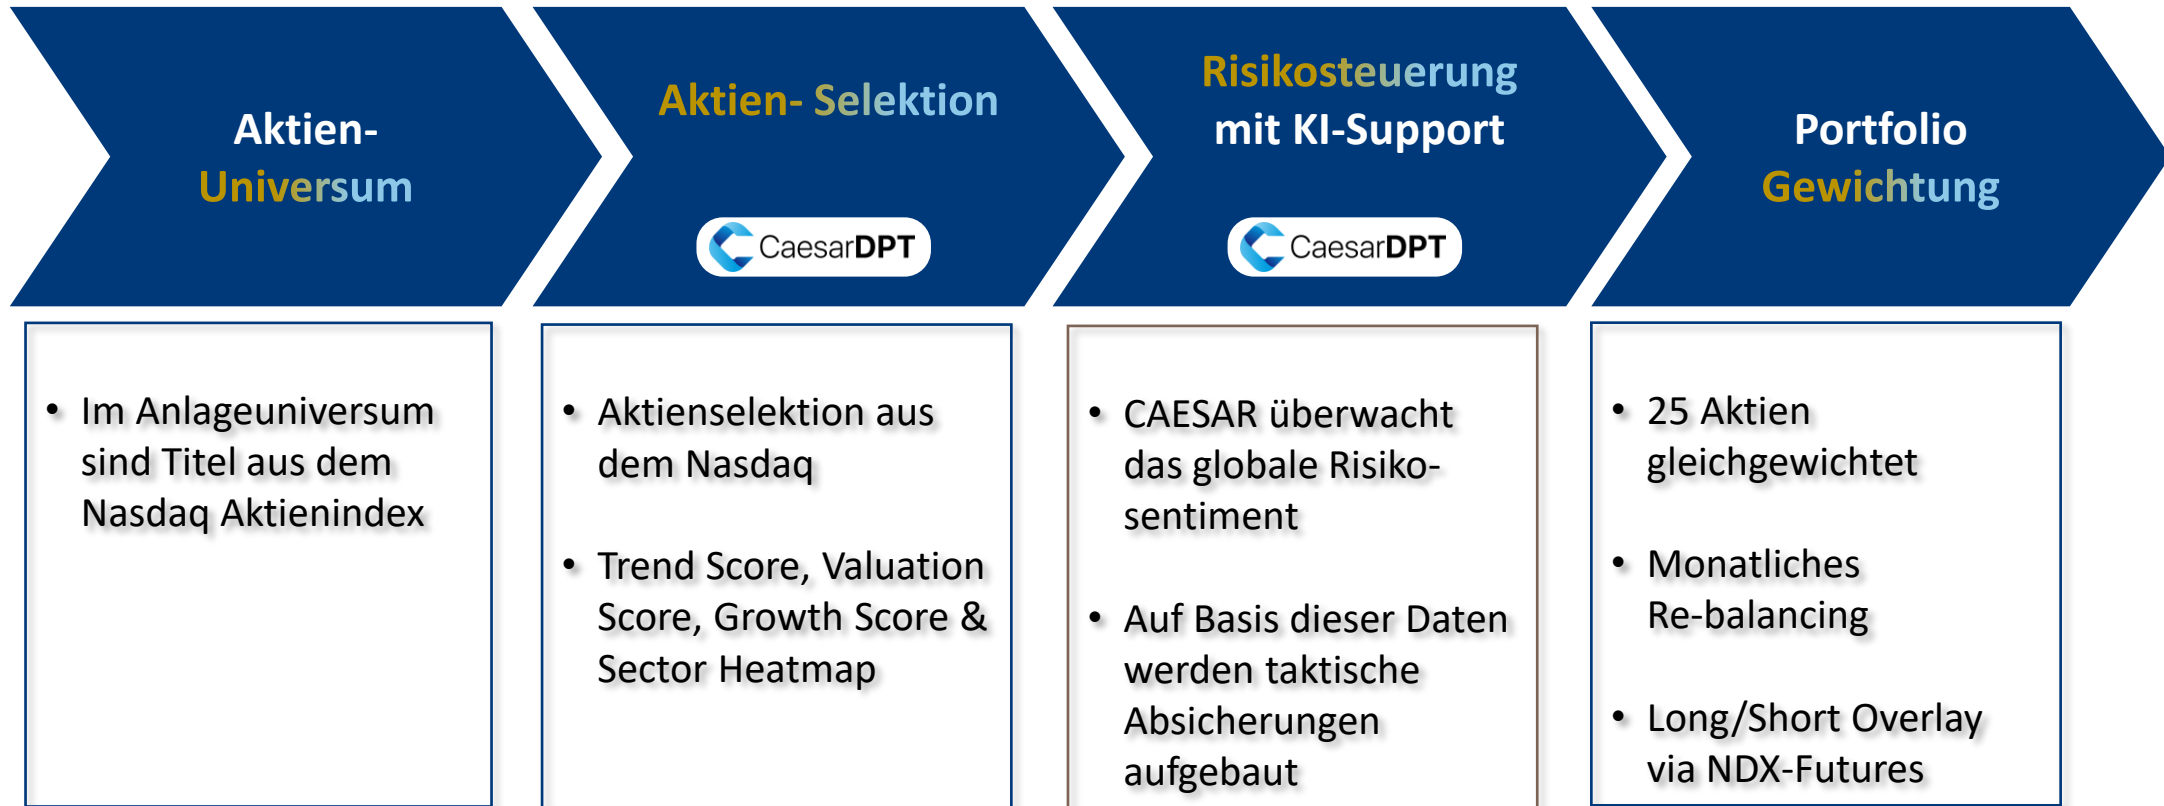 Aktien-
Universum
Aktien- Selektion
CaesarDPT
Risikosteuerung
mit KI-Support
CaesarDPT
Portfolio
Gewichtung
• Im Anlageuniversum
sind Titel aus dem
Nasdaq Aktienindex
• Aktienselektion aus
dem Nasdaq
• Trend Score, Valuation
Score, Growth Score &
Sector Heatmap
• CAESAR überwacht
das globale Risiko-
sentiment
• Auf Basis dieser Daten
werden taktische
Absicherungen
aufgebaut
• 25 Aktien
gleichgewichtet
• Monatliches
Re-balancing
• Long/Short Overlay
via NDX-Futures